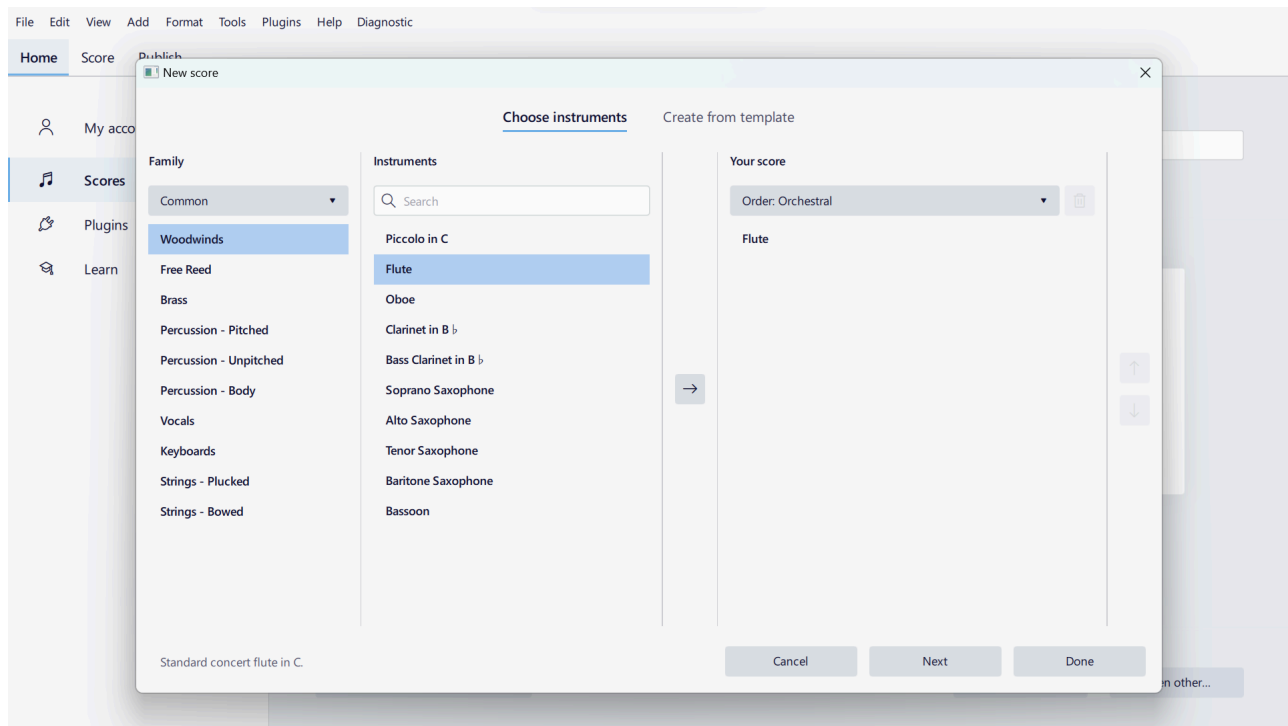 File Edit View Add Format Tools Plugins Help Diagnostic
Home Score Publish
New score
My acco
Scores
Plugins
Learn
Choose instruments Create from template
Family
Common
Woodwinds
Free Reed
Brass
Percussion - Pitched
Percussion - Unpitched
Percussion - Body
Vocals
Keyboards
Strings - Plucked
Strings - Bowed
Instruments
Search
Piccolo in C
Flute
Oboe
Clarinet in B ♭
Bass Clarinet in B ♭
Soprano Saxophone
Alto Saxophone
Tenor Saxophone
Baritone Saxophone
Bassoon
Your score
Order: Orchestral
Flute
Standard concert flute in C.
Cancel Next Done
en other...